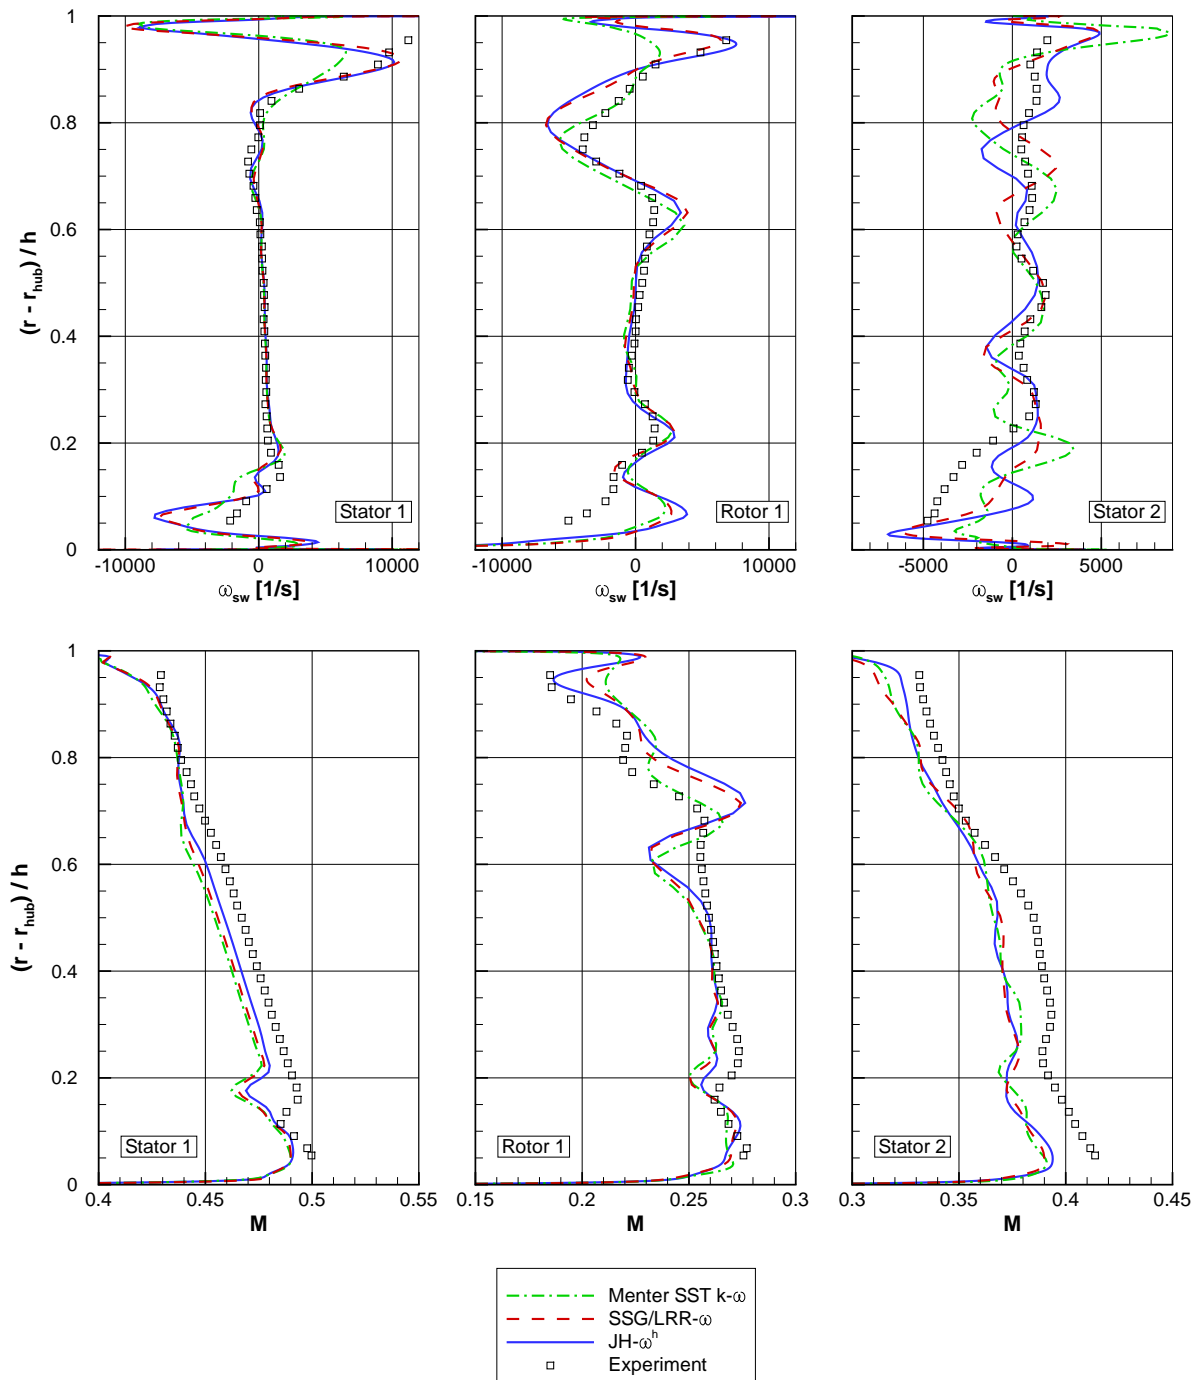 (r - r_hub) / h
1
0.8
0.6
0.4
0.2
0
Stator 1
Rotor 1
Stator 2
-10000 0 10000
-10000 0 10000
-5000 0 5000
ω_sw [1/s]
ω_sw [1/s]
ω_sw [1/s]
(r - r_hub) / h
1
0.8
0.6
0.4
0.2
0
Stator 1
Rotor 1
Stator 2
0.4 0.45 0.5 0.55
0.15 0.2 0.25 0.3
0.3 0.35 0.4 0.45
M
M
M
Menter SST k-ω
SSG/LRR-ω
JH-ω^h
Experiment